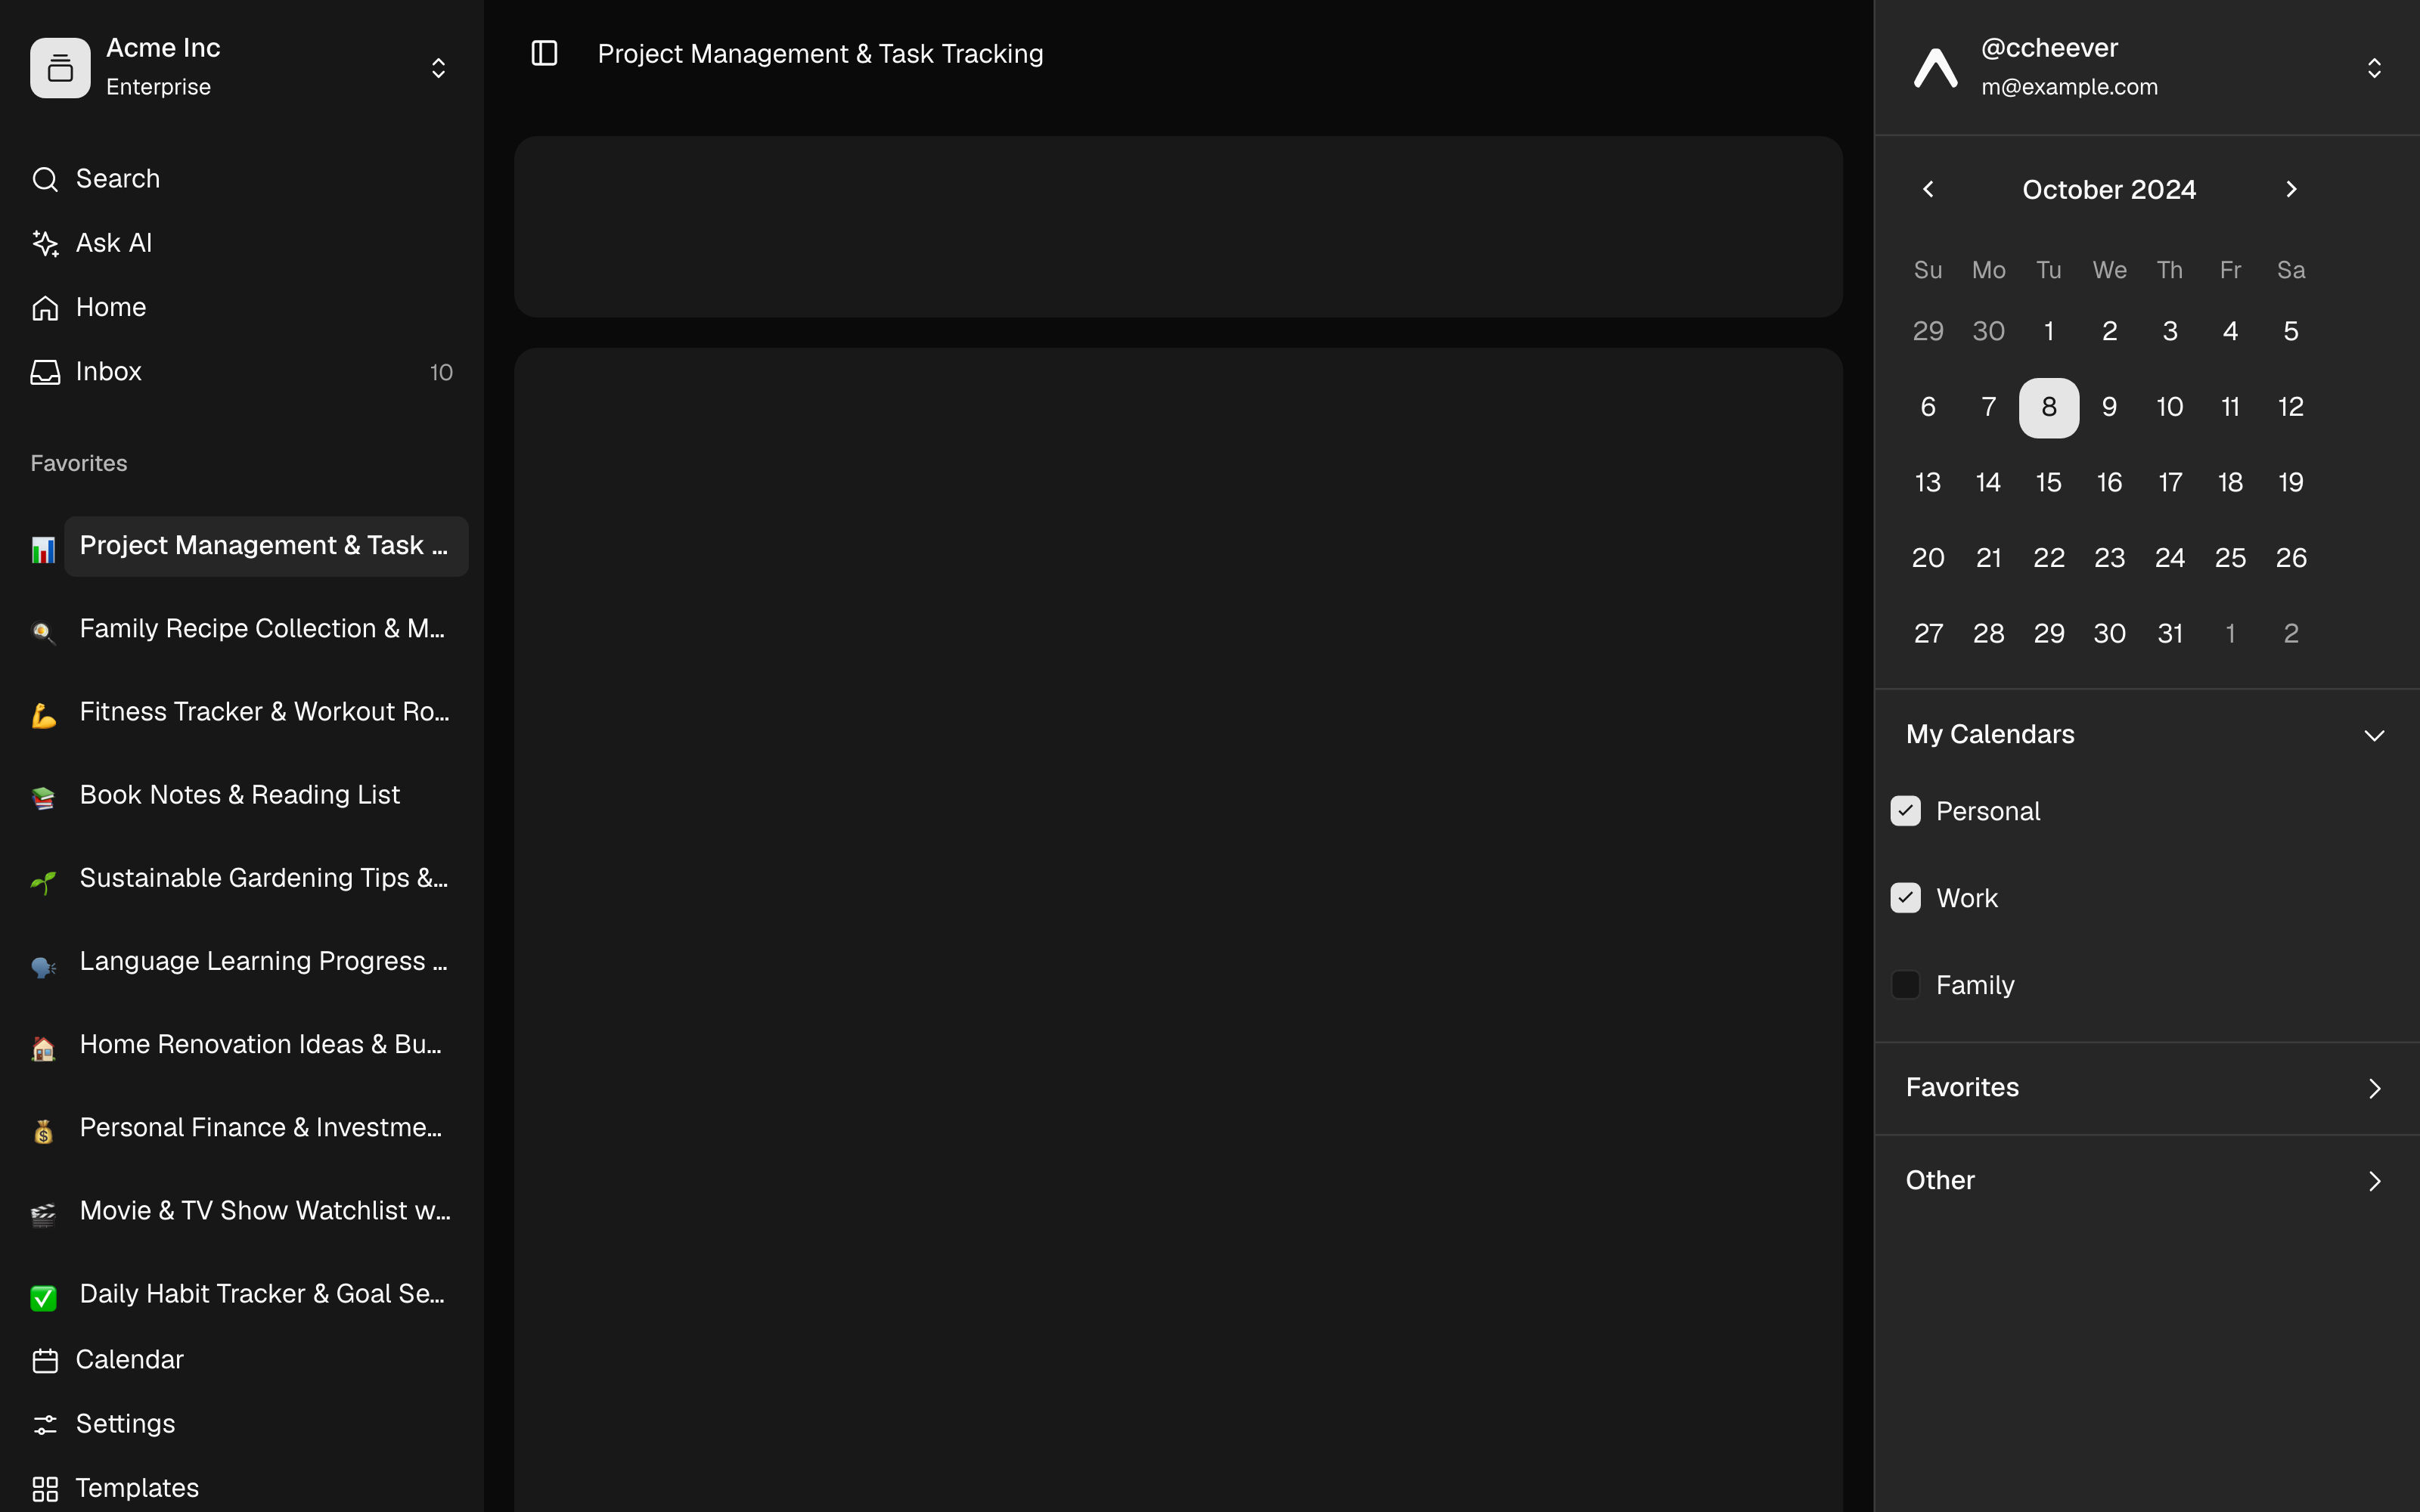 Acme Inc
Enterprise
Search
Ask AI
Home
Inbox 10
Favorites
Project Management & Task ...
Family Recipe Collection & M...
Fitness Tracker & Workout Ro...
Book Notes & Reading List
Sustainable Gardening Tips &...
Language Learning Progress ...
Home Renovation Ideas & Bu...
Personal Finance & Investme...
Movie & TV Show Watchlist w...
Daily Habit Tracker & Goal Se...
Calendar
Settings
Templates
Project Management & Task Tracking
@ccheever
m@example.com
October 2024
Su Mo Tu We Th Fr Sa
29 30 1 2 3 4 5
6 7 8 9 10 11 12
13 14 15 16 17 18 19
20 21 22 23 24 25 26
27 28 29 30 31 1 2
My Calendars
Personal
Work
Family
Favorites
Other